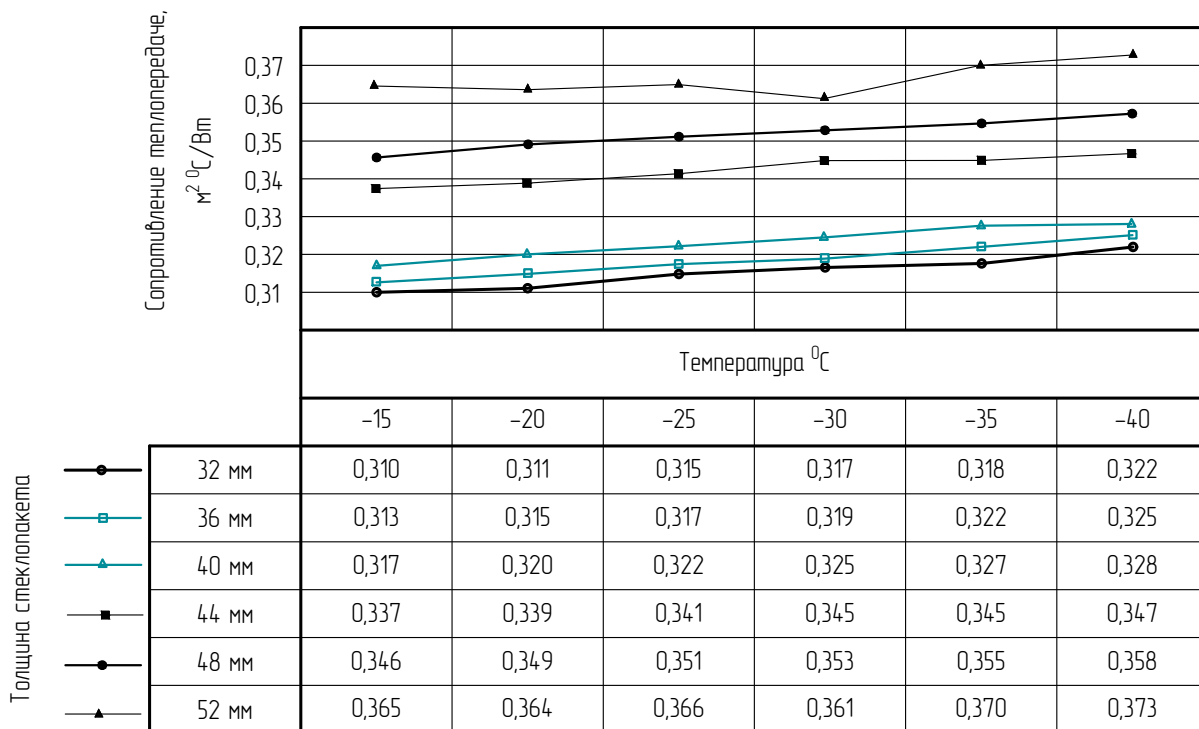 Сопротивление теплопередаче,
м² ⁰С/Вт
0,37
0,36
0,35
0,34
0,33
0,32
0,31
Температура ⁰С
–15 –20 –25 –30 –35 –40
Толщина стеклопакета
32 мм 0,310 0,311 0,315 0,317 0,318 0,322
36 мм 0,313 0,315 0,317 0,319 0,322 0,325
40 мм 0,317 0,320 0,322 0,325 0,327 0,328
44 мм 0,337 0,339 0,341 0,345 0,345 0,347
48 мм 0,346 0,349 0,351 0,353 0,355 0,358
52 мм 0,365 0,364 0,366 0,361 0,370 0,373